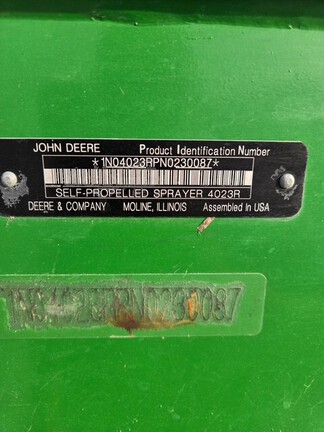 JOHN DEERE Product Identification Number
*1N04023RPN0230087*
SELF-PROPELLED SPRAYER 4023R
DEERE & COMPANY MOLINE, ILLINOIS Assembled in USA